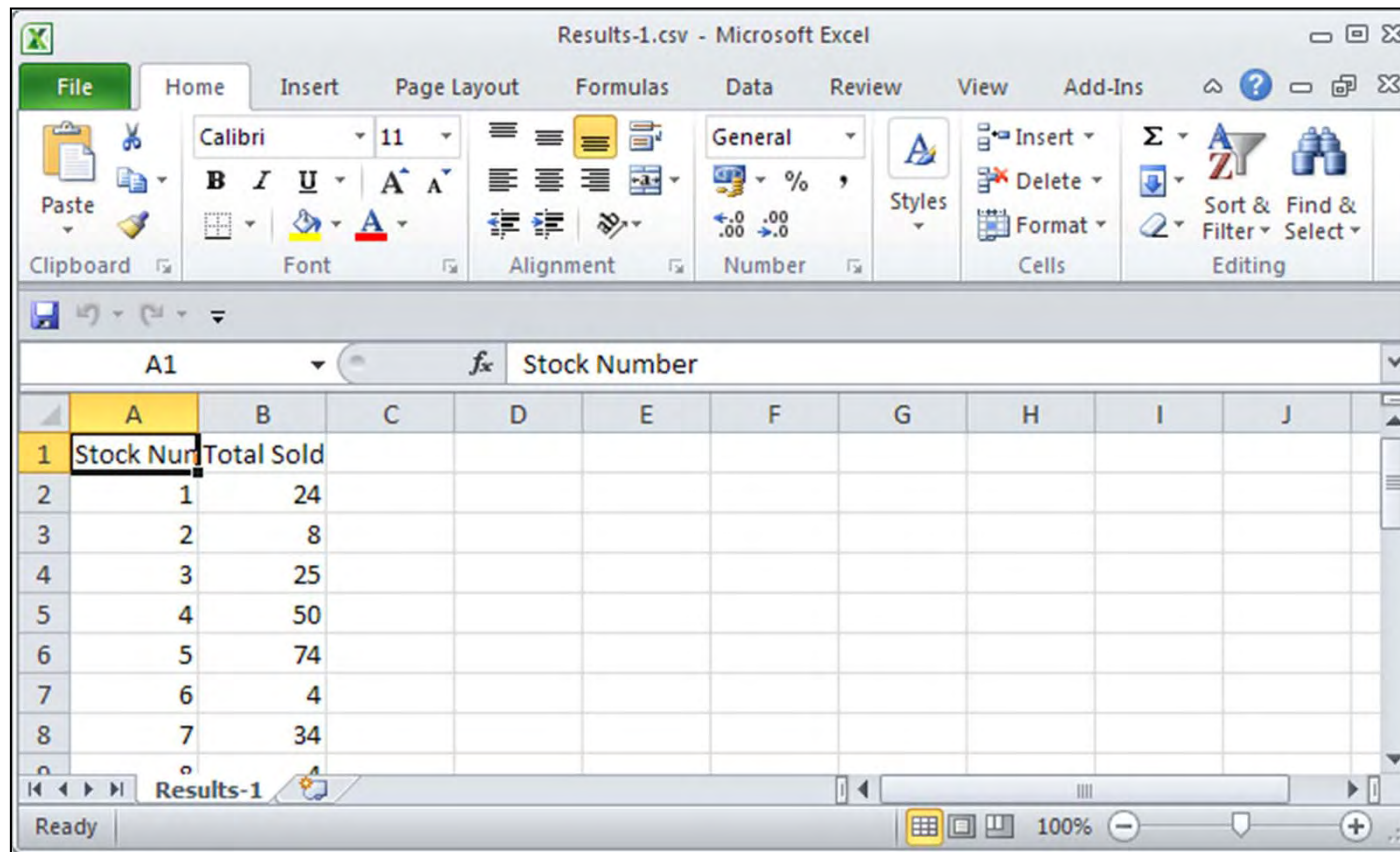 Results-1.csv - Microsoft Excel
File Home Insert Page Layout Formulas Data Review View Add-Ins
Calibri 11 General Insert Σ
Paste B I U A A % , Styles Delete Sort & Filter Find & Select
A Format
Clipboard Font Alignment Number Cells Editing
A1 fx Stock Number
A B C D E F G H I J
1 Stock Num Total Sold
2 1 24
3 2 8
4 3 25
5 4 50
6 5 74
7 6 4
8 7 34
Results-1
Ready 100%